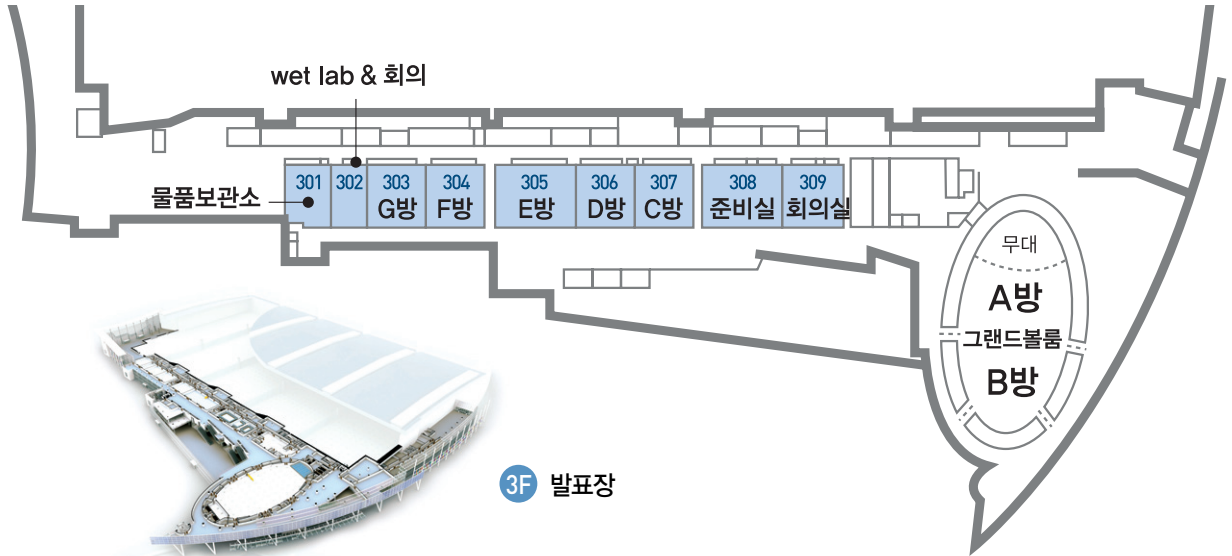 wet lab & 회의
물품보관소
301
302
303
G방
304
F방
305
E방
306
D방
307
C방
308
준비실
309
회의실
무대
A방
그랜드볼룸
B방
3F 발표장